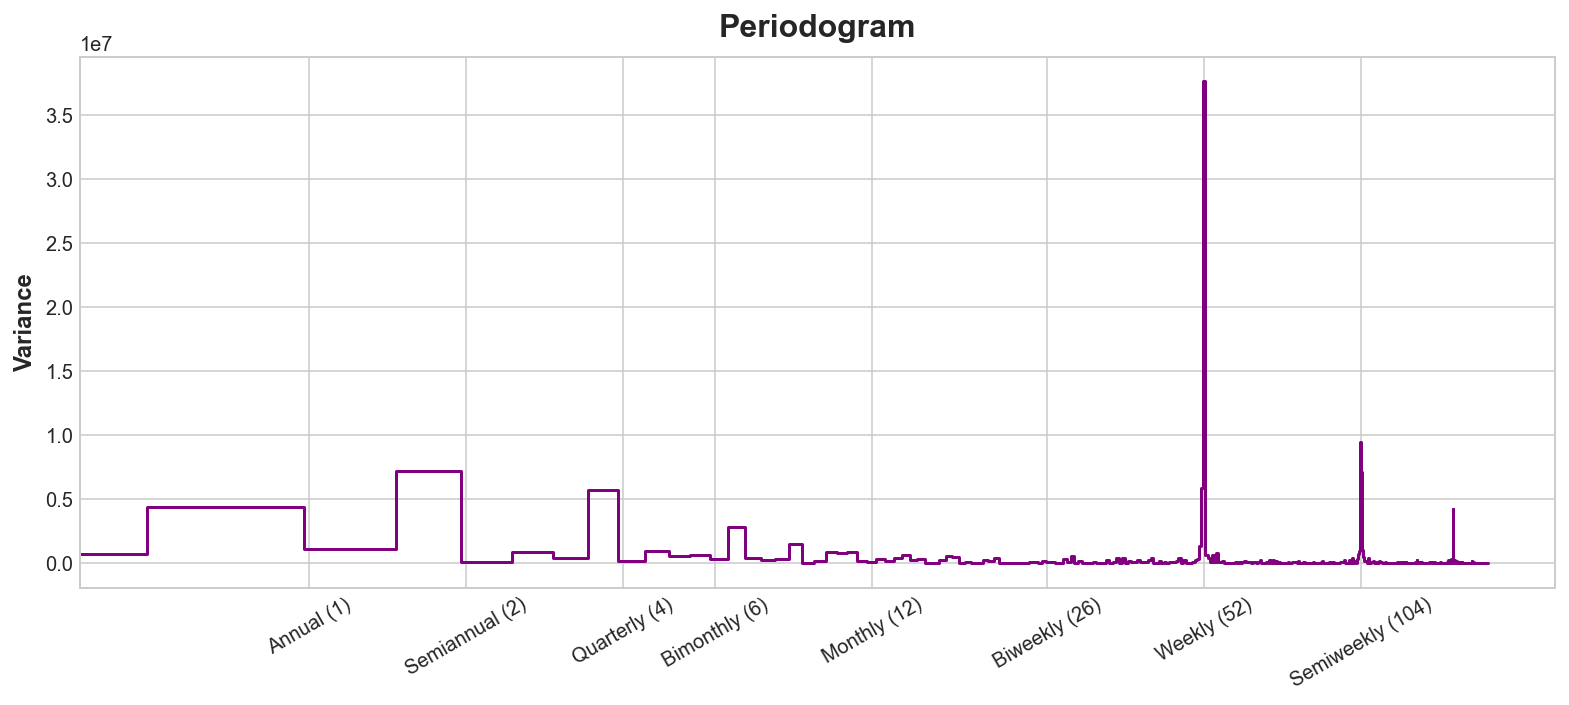 Periodogram
1e7
3.5
3.0
2.5
2.0
1.5
1.0
0.5
0.0
Variance
Annual (1)
Semiannual (2)
Quarterly (4)
Bimonthly (6)
Monthly (12)
Biweekly (26)
Weekly (52)
Semiweekly (104)